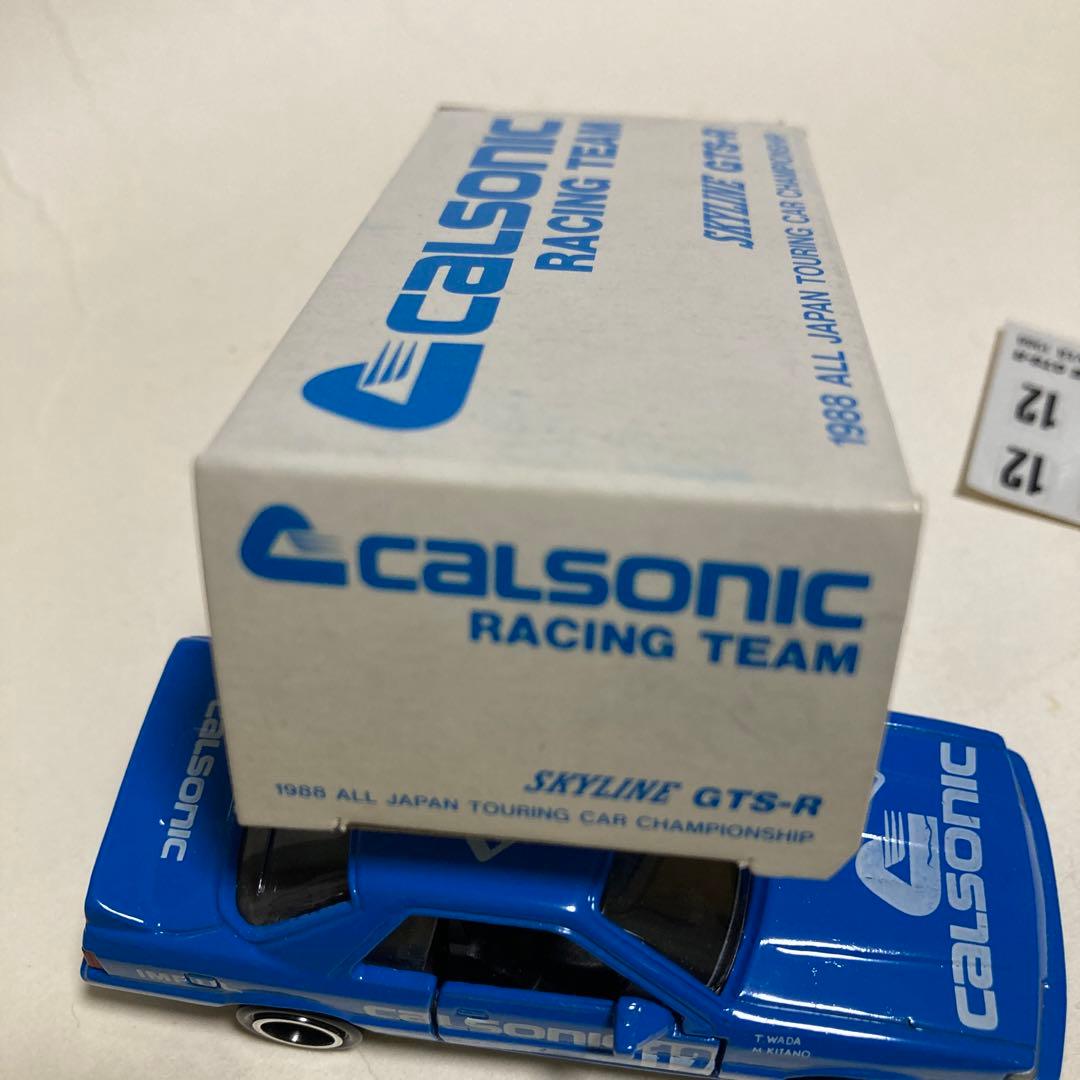 CALSONIC
RACING TEAM
SKYLINE GTS-R
1988 ALL JAPAN TOURING CAR CHAMPIONSHIP
CALSONIC
RACING TEAM
SKYLINE GTS-R
1988 ALL JAPAN TOURING CAR CHAMPIONSHIP
12
12
CALSONIC
CALSONIC
CALSONIC
12
T.WADA
M.KITANO